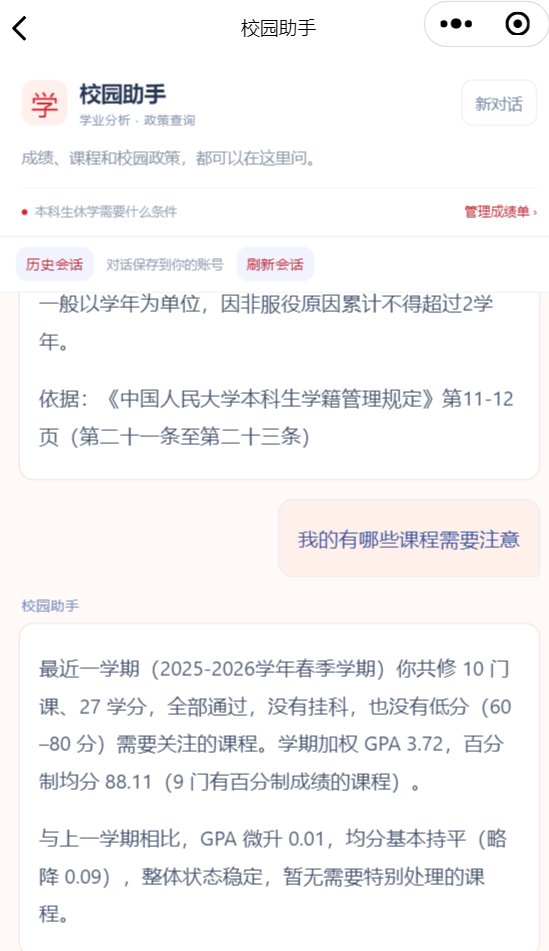 校园助手
学
校园助手
学业分析 · 政策查询
新对话
成绩、课程和校园政策，都可以在这里问。
本科生休学需要什么条件
管理成绩单 ›
历史会话
对话保存到你的账号
刷新会话
一般以学年为单位，因非服役原因累计不得超过2学
年。
依据：《中国人民大学本科生学籍管理规定》第11-12
页（第二十一条至第二十三条）
我的有哪些课程需要注意
校园助手
最近一学期（2025-2026学年春季学期）你共修 10 门
课、27 学分，全部通过，没有挂科，也没有低分（60
–80 分）需要关注的课程。学期加权 GPA 3.72，百分
制均分 88.11（9 门有百分制成绩的课程）。
与上一学期相比，GPA 微升 0.01，均分基本持平（略
降 0.09），整体状态稳定，暂无需要特别处理的课
程。